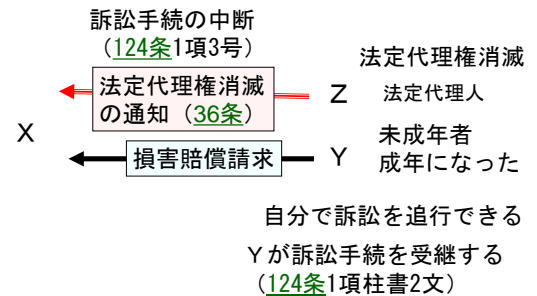 訴訟手続の中断
（124条1項3号）
法定代理権消滅
法定代理権消滅
の通知（36条）
Z 法定代理人
X
未成年者
損害賠償請求
Y 成年になった
自分で訴訟を追行できる
Ｙが訴訟手続を受継する
（124条1項柱書2文）